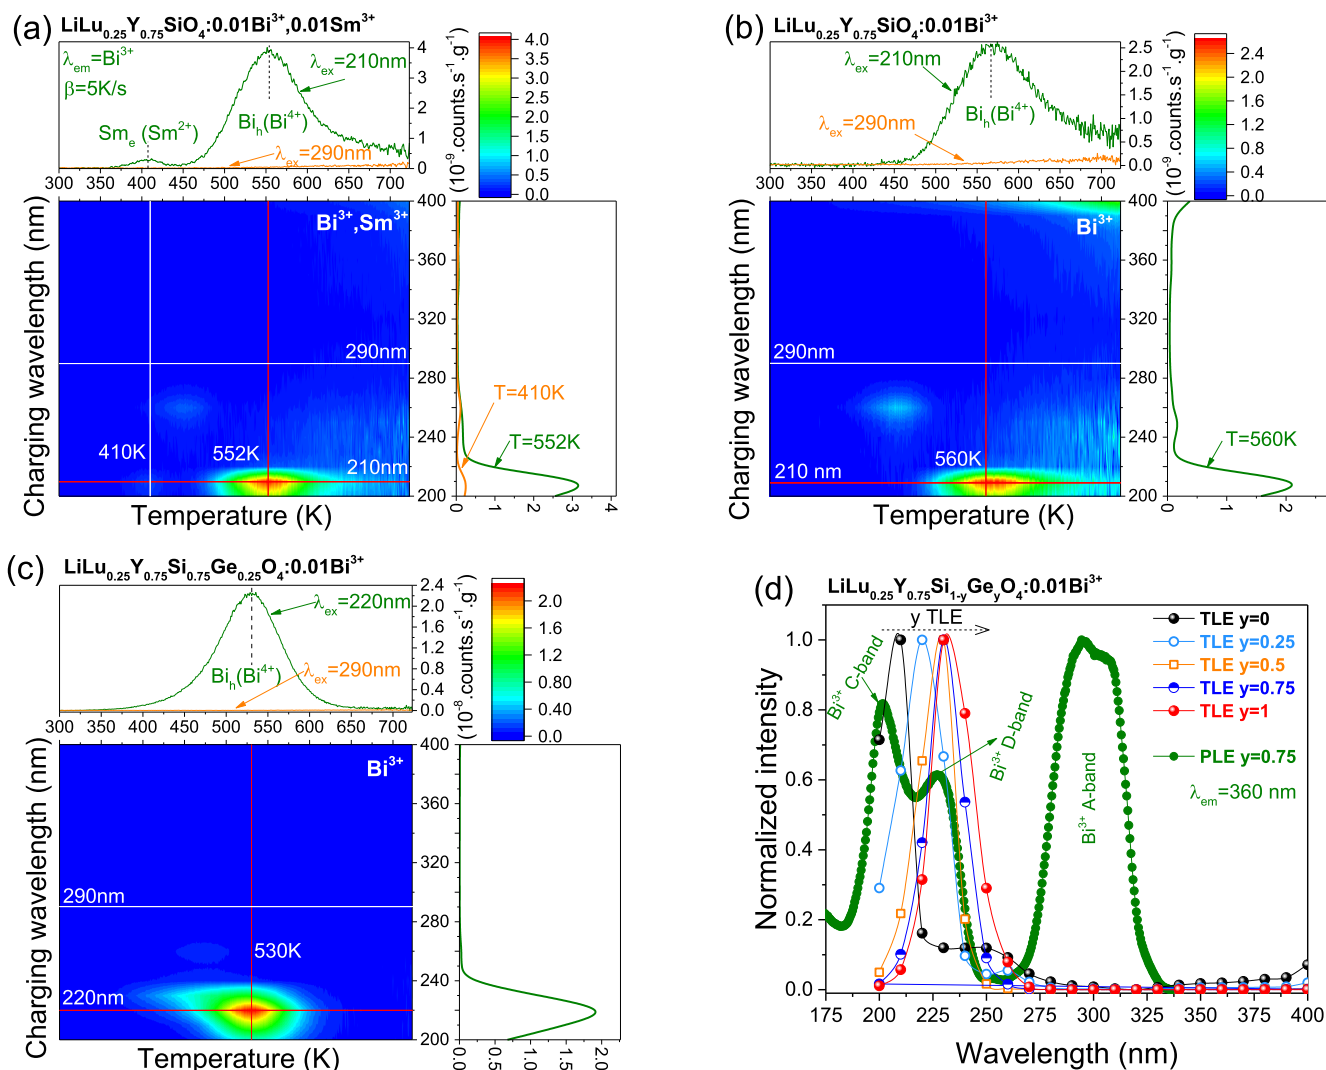 (a) LiLu0.25Y0.75SiO4:0.01Bi3+,0.01Sm3+
λem=Bi3+
β=5K/s
λex=210nm
Sme(Sm2+)
Bih(Bi4+)
λex=290nm
4
3
2
1
0
300 350 400 450 500 550 600 650 700
(10-9.counts.s-1.g-1)
4.0
3.5
3.0
2.5
2.0
1.5
1.0
0.5
0.0
Charging wavelength (nm)
Bi3+,Sm3+
290nm
410K
552K
210nm
Temperature (K)
400
360
320
280
240
200
T=410K
T=552K
0 1 2 3 4
(b) LiLu0.25Y0.75SiO4:0.01Bi3+
λex=210nm
Bih(Bi4+)
λex=290nm
2.5
2.0
1.5
1.0
0.5
0.0
300 350 400 450 500 550 600 650 700
(10-9.counts.s-1.g-1)
2.4
2.0
1.6
1.2
0.80
0.40
0.0
Charging wavelength (nm)
Bi3+
290nm
560K
210 nm
Temperature (K)
400
360
320
280
240
200
T=560K
0 1 2
(c) LiLu0.25Y0.75Si0.75Ge0.25O4:0.01Bi3+
λex=220nm
Bih(Bi4+)
λex=290nm
2.4
1.8
1.2
0.6
0.0
300 350 400 450 500 550 600 650 700
(10-8.counts.s-1.g-1)
2.0
1.6
1.2
0.80
0.40
0.0
Charging wavelength (nm)
Bi3+
290nm
530K
220nm
Temperature (K)
400
360
320
280
240
200
0.0 0.5 1.0 1.5 2.0
(d) LiLu0.25Y0.75Si1-yGeyO4:0.01Bi3+
y TLE
Bi3+ C-band
Bi3+ D-band
Bi3+ A-band
TLE y=0
TLE y=0.25
TLE y=0.5
TLE y=0.75
TLE y=1
PLE y=0.75
λem=360 nm
Normalized intensity
1.0
0.8
0.6
0.4
0.2
0.0
175 200 225 250 275 300 325 350 375 400
Wavelength (nm)